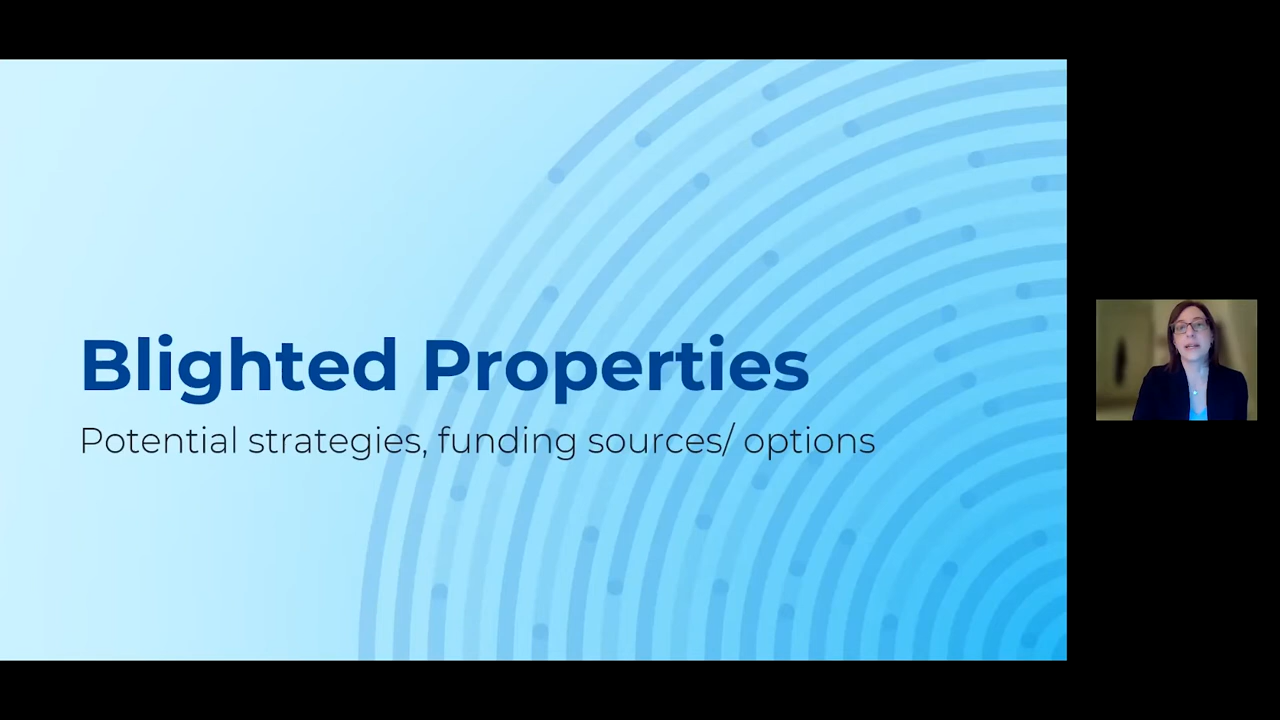 Blighted Properties
Potential strategies, funding sources/ options